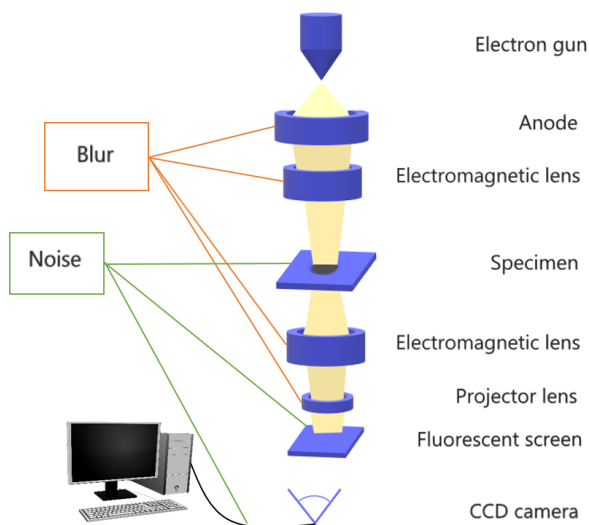 Electron gun
Anode
Blur
Electromagnetic lens
Noise
Specimen
Electromagnetic lens
Projector lens
Fluorescent screen
CCD camera